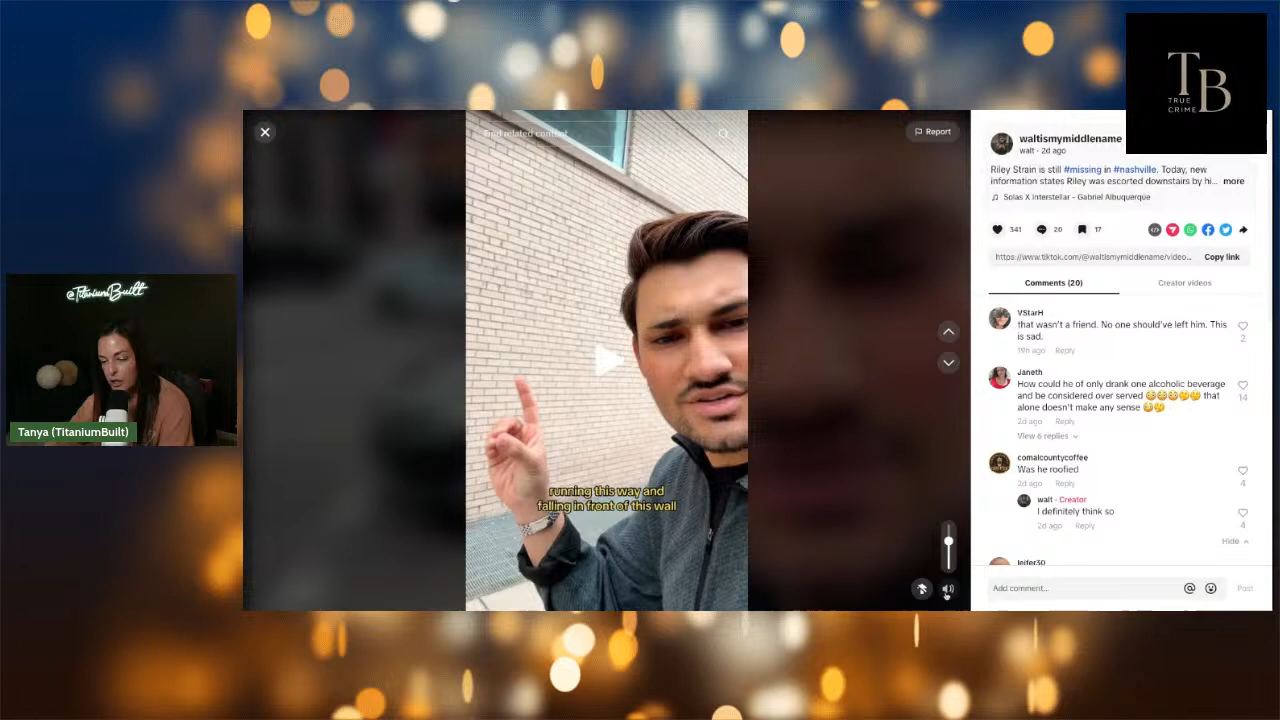 TB
TRUE
CRIME
@TitaniumBuilt
Tanya (TitaniumBuilt)
Find related content
running this way and
falling in front of this wall
Report
waltismymiddlename
walt · 2d ago
Riley Strain is still #missing in #nashville. Today, new
information states Riley was escorted downstairs by hi... more
Solas X Interstellar - Gabriel Albuquerque
341
20
17
https://www.tiktok.com/@waltismymiddlename/video...
Copy link
Comments (20)
Creator videos
VStarH
that wasn't a friend. No one should've left him. This
is sad.
2
19h ago Reply
Janeth
How could he of only drank one alcoholic beverage
and be considered over served 😳😳😳🤔🤔 that
alone doesn't make any sense 😳🤔
14
2d ago Reply
View 6 replies
comalcountycoffee
Was he roofied
4
2d ago Reply
walt · Creator
I definitely think so
4
2d ago Reply
Hide
leifer30
Add comment...
Post